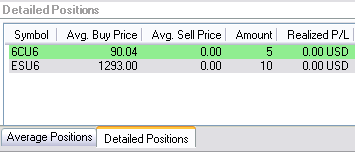 Detailed Positions
Symbol Avg. Buy Price Avg. Sell Price Amount Realized P/L
6CU6 90.04 0.00 5 0.00 USD
ESU6 1293.00 0.00 10 0.00 USD
Average Positions Detailed Positions